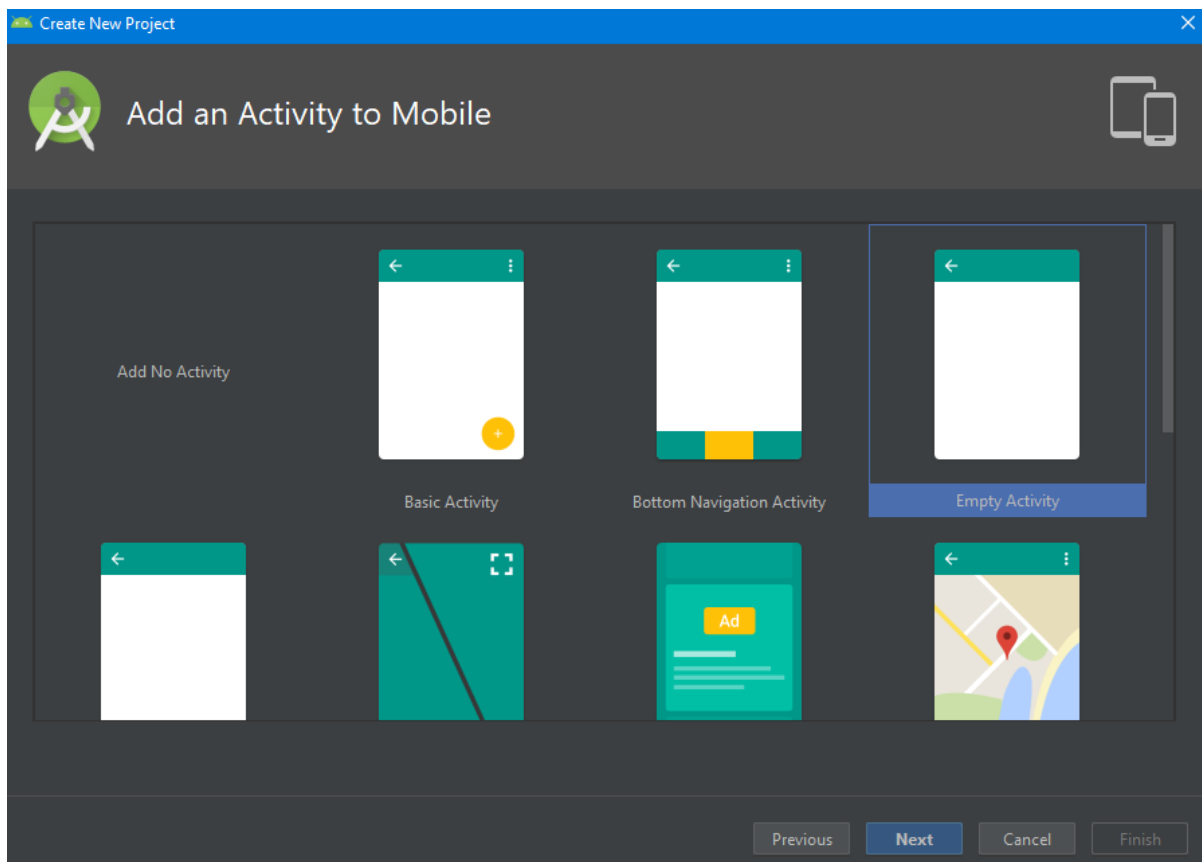 Create New Project
Add an Activity to Mobile
Add No Activity
Basic Activity
Bottom Navigation Activity
Empty Activity
Ad
Previous
Next
Cancel
Finish